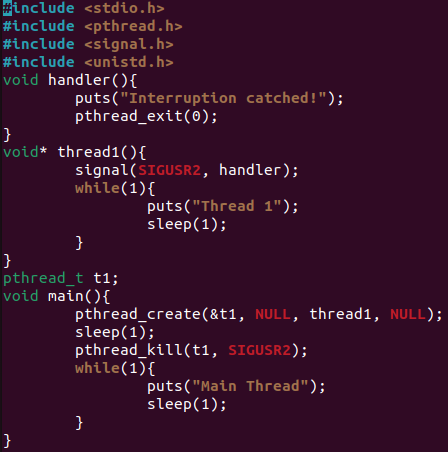 #include <stdio.h>
#include <pthread.h>
#include <signal.h>
#include <unistd.h>
void handler(){
        puts("Interruption catched!");
        pthread_exit(0);
}
void* thread1(){
        signal(SIGUSR2, handler);
        while(1){
                puts("Thread 1");
                sleep(1);
        }
}
pthread_t t1;
void main(){
        pthread_create(&t1, NULL, thread1, NULL);
        sleep(1);
        pthread_kill(t1, SIGUSR2);
        while(1){
                puts("Main Thread");
                sleep(1);
        }
}